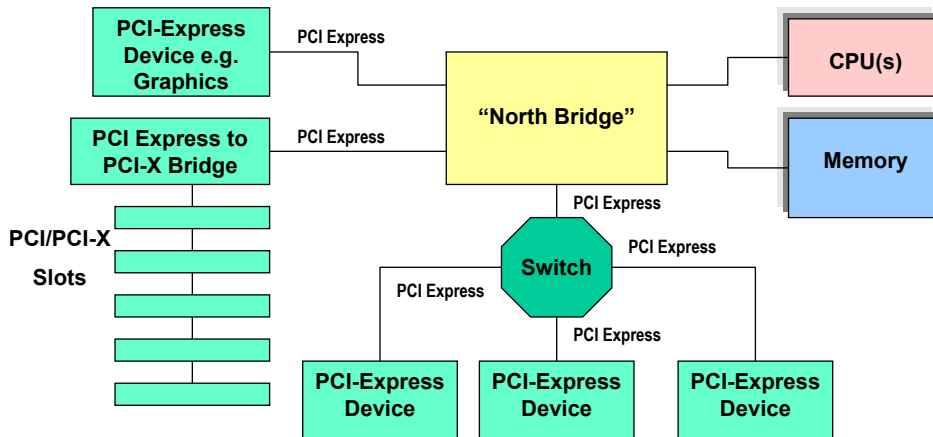 PCI-Express
Device e.g.
Graphics
PCI Express
“North Bridge”
CPU(s)
PCI Express to
PCI-X Bridge
PCI Express
Memory
PCI/PCI-X
Slots
PCI Express
Switch
PCI Express
PCI Express
PCI Express
PCI-Express
Device
PCI-Express
Device
PCI-Express
Device